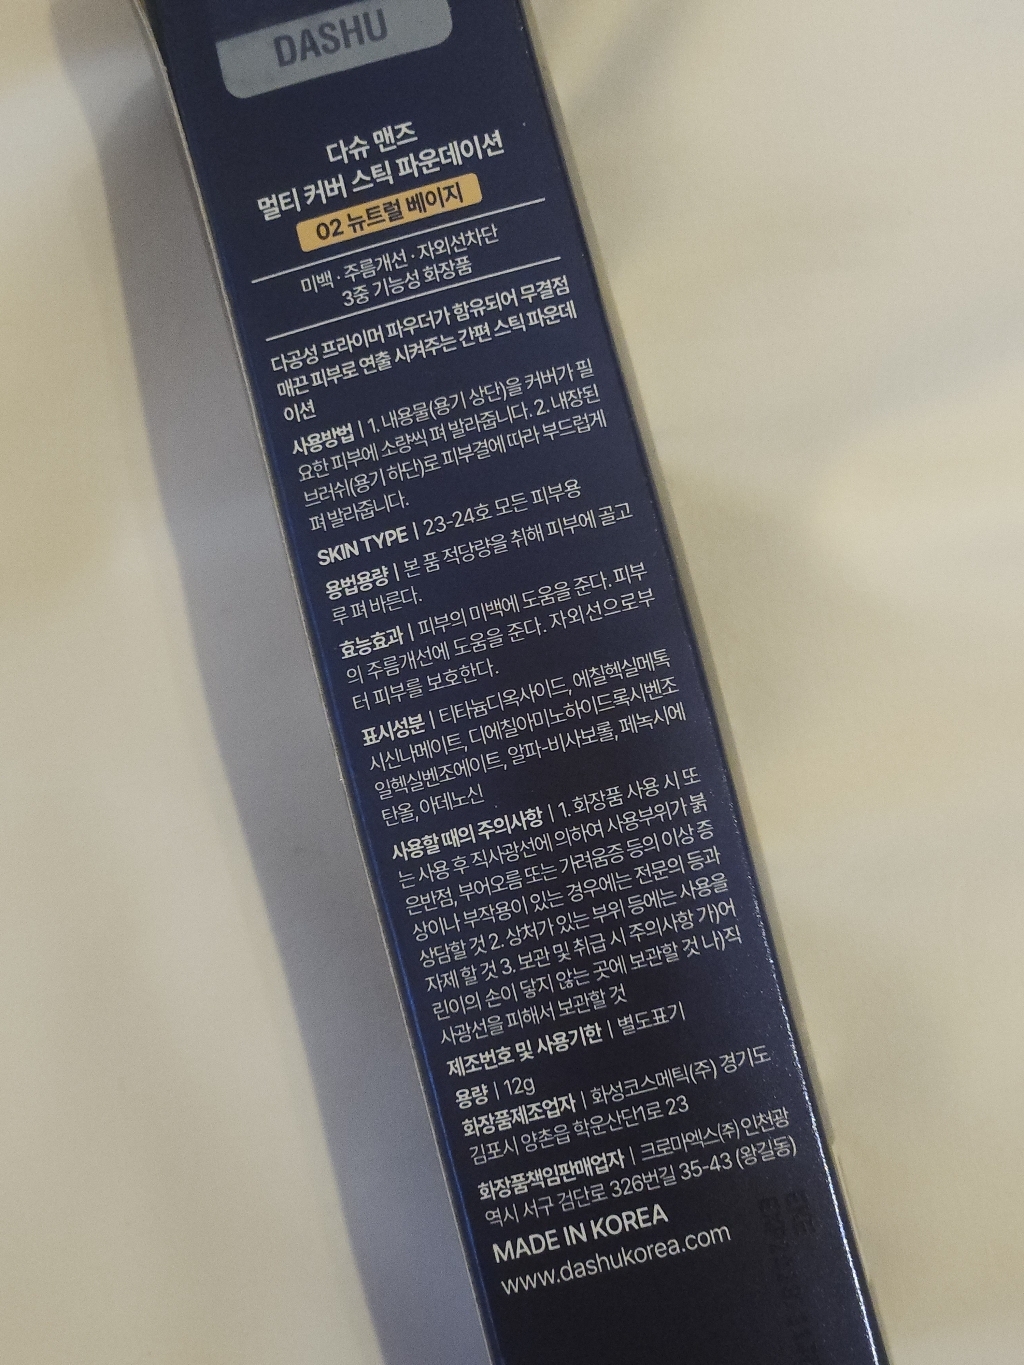 DASHU
다슈 맨즈
멀티 커버 스틱 파운데이션
02 뉴트럴 베이지
미백 · 주름개선 · 자외선차단
3중 기능성 화장품
다공성 프라이머 파우더가 함유되어 무결점
매끈 피부로 연출 시켜주는 간편 스틱 파운데
이션
사용방법 | 1. 내용물(용기 상단)을 커버가 필
요한 피부에 소량씩 펴 발라줍니다. 2. 내장된
브러쉬(용기 하단)로 피부결에 따라 부드럽게
펴 발라줍니다.
SKIN TYPE | 23-24호 모든 피부용
용법용량 | 본 품 적당량을 취해 피부에 골고
루 펴 바른다.
효능효과 | 피부의 미백에 도움을 준다. 피부
의 주름개선에 도움을 준다. 자외선으로부
터 피부를 보호한다.
표시성분 | 티타늄디옥사이드, 에칠헥실메톡
시신나메이트, 디에칠아미노하이드록시벤조
일헥실벤조에이트, 알파-비사보롤, 페녹시에
탄올, 아데노신
사용할 때의 주의사항 | 1. 화장품 사용 시 또
는 사용 후 직사광선에 의하여 사용부위가 붉
은반점, 부어오름 또는 가려움증 등의 이상 증
상이나 부작용이 있는 경우에는 전문의 등과
상담할 것 2. 상처가 있는 부위 등에는 사용을
자제 할 것 3. 보관 및 취급 시 주의사항 가)어
린이의 손이 닿지 않는 곳에 보관할 것 나)직
사광선을 피해서 보관할 것
제조번호 및 사용기한 | 별도표기
용량 | 12g
화장품제조업자 | 화성코스메틱(주) 경기도
김포시 양촌읍 학운산단1로 23
화장품책임판매업자 | 크로마엑스(주) 인천광
역시 서구 검단로 326번길 35-43 (왕길동)
MADE IN KOREA
www.dashukorea.com